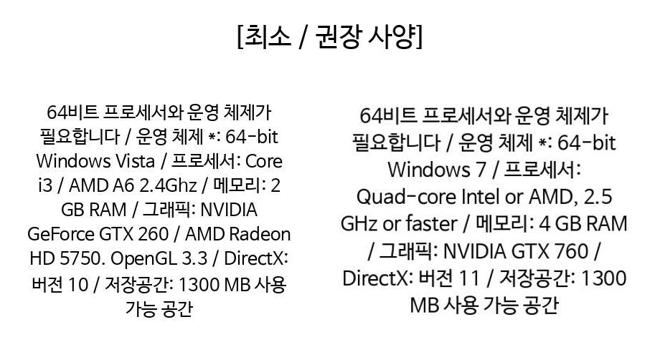 [최소 / 권장 사양]
64비트 프로세서와 운영 체제가
필요합니다 / 운영 체제 *: 64-bit
Windows Vista / 프로세서: Core
i3 / AMD A6 2.4Ghz / 메모리: 2
GB RAM / 그래픽: NVIDIA
GeForce GTX 260 / AMD Radeon
HD 5750. OpenGL 3.3 / DirectX:
버전 10 / 저장공간: 1300 MB 사용
가능 공간
64비트 프로세서와 운영 체제가
필요합니다 / 운영 체제 *: 64-bit
Windows 7 / 프로세서:
Quad-core Intel or AMD, 2.5
GHz or faster / 메모리: 4 GB RAM
/ 그래픽: NVIDIA GTX 760 /
DirectX: 버전 11 / 저장공간: 1300
MB 사용 가능 공간